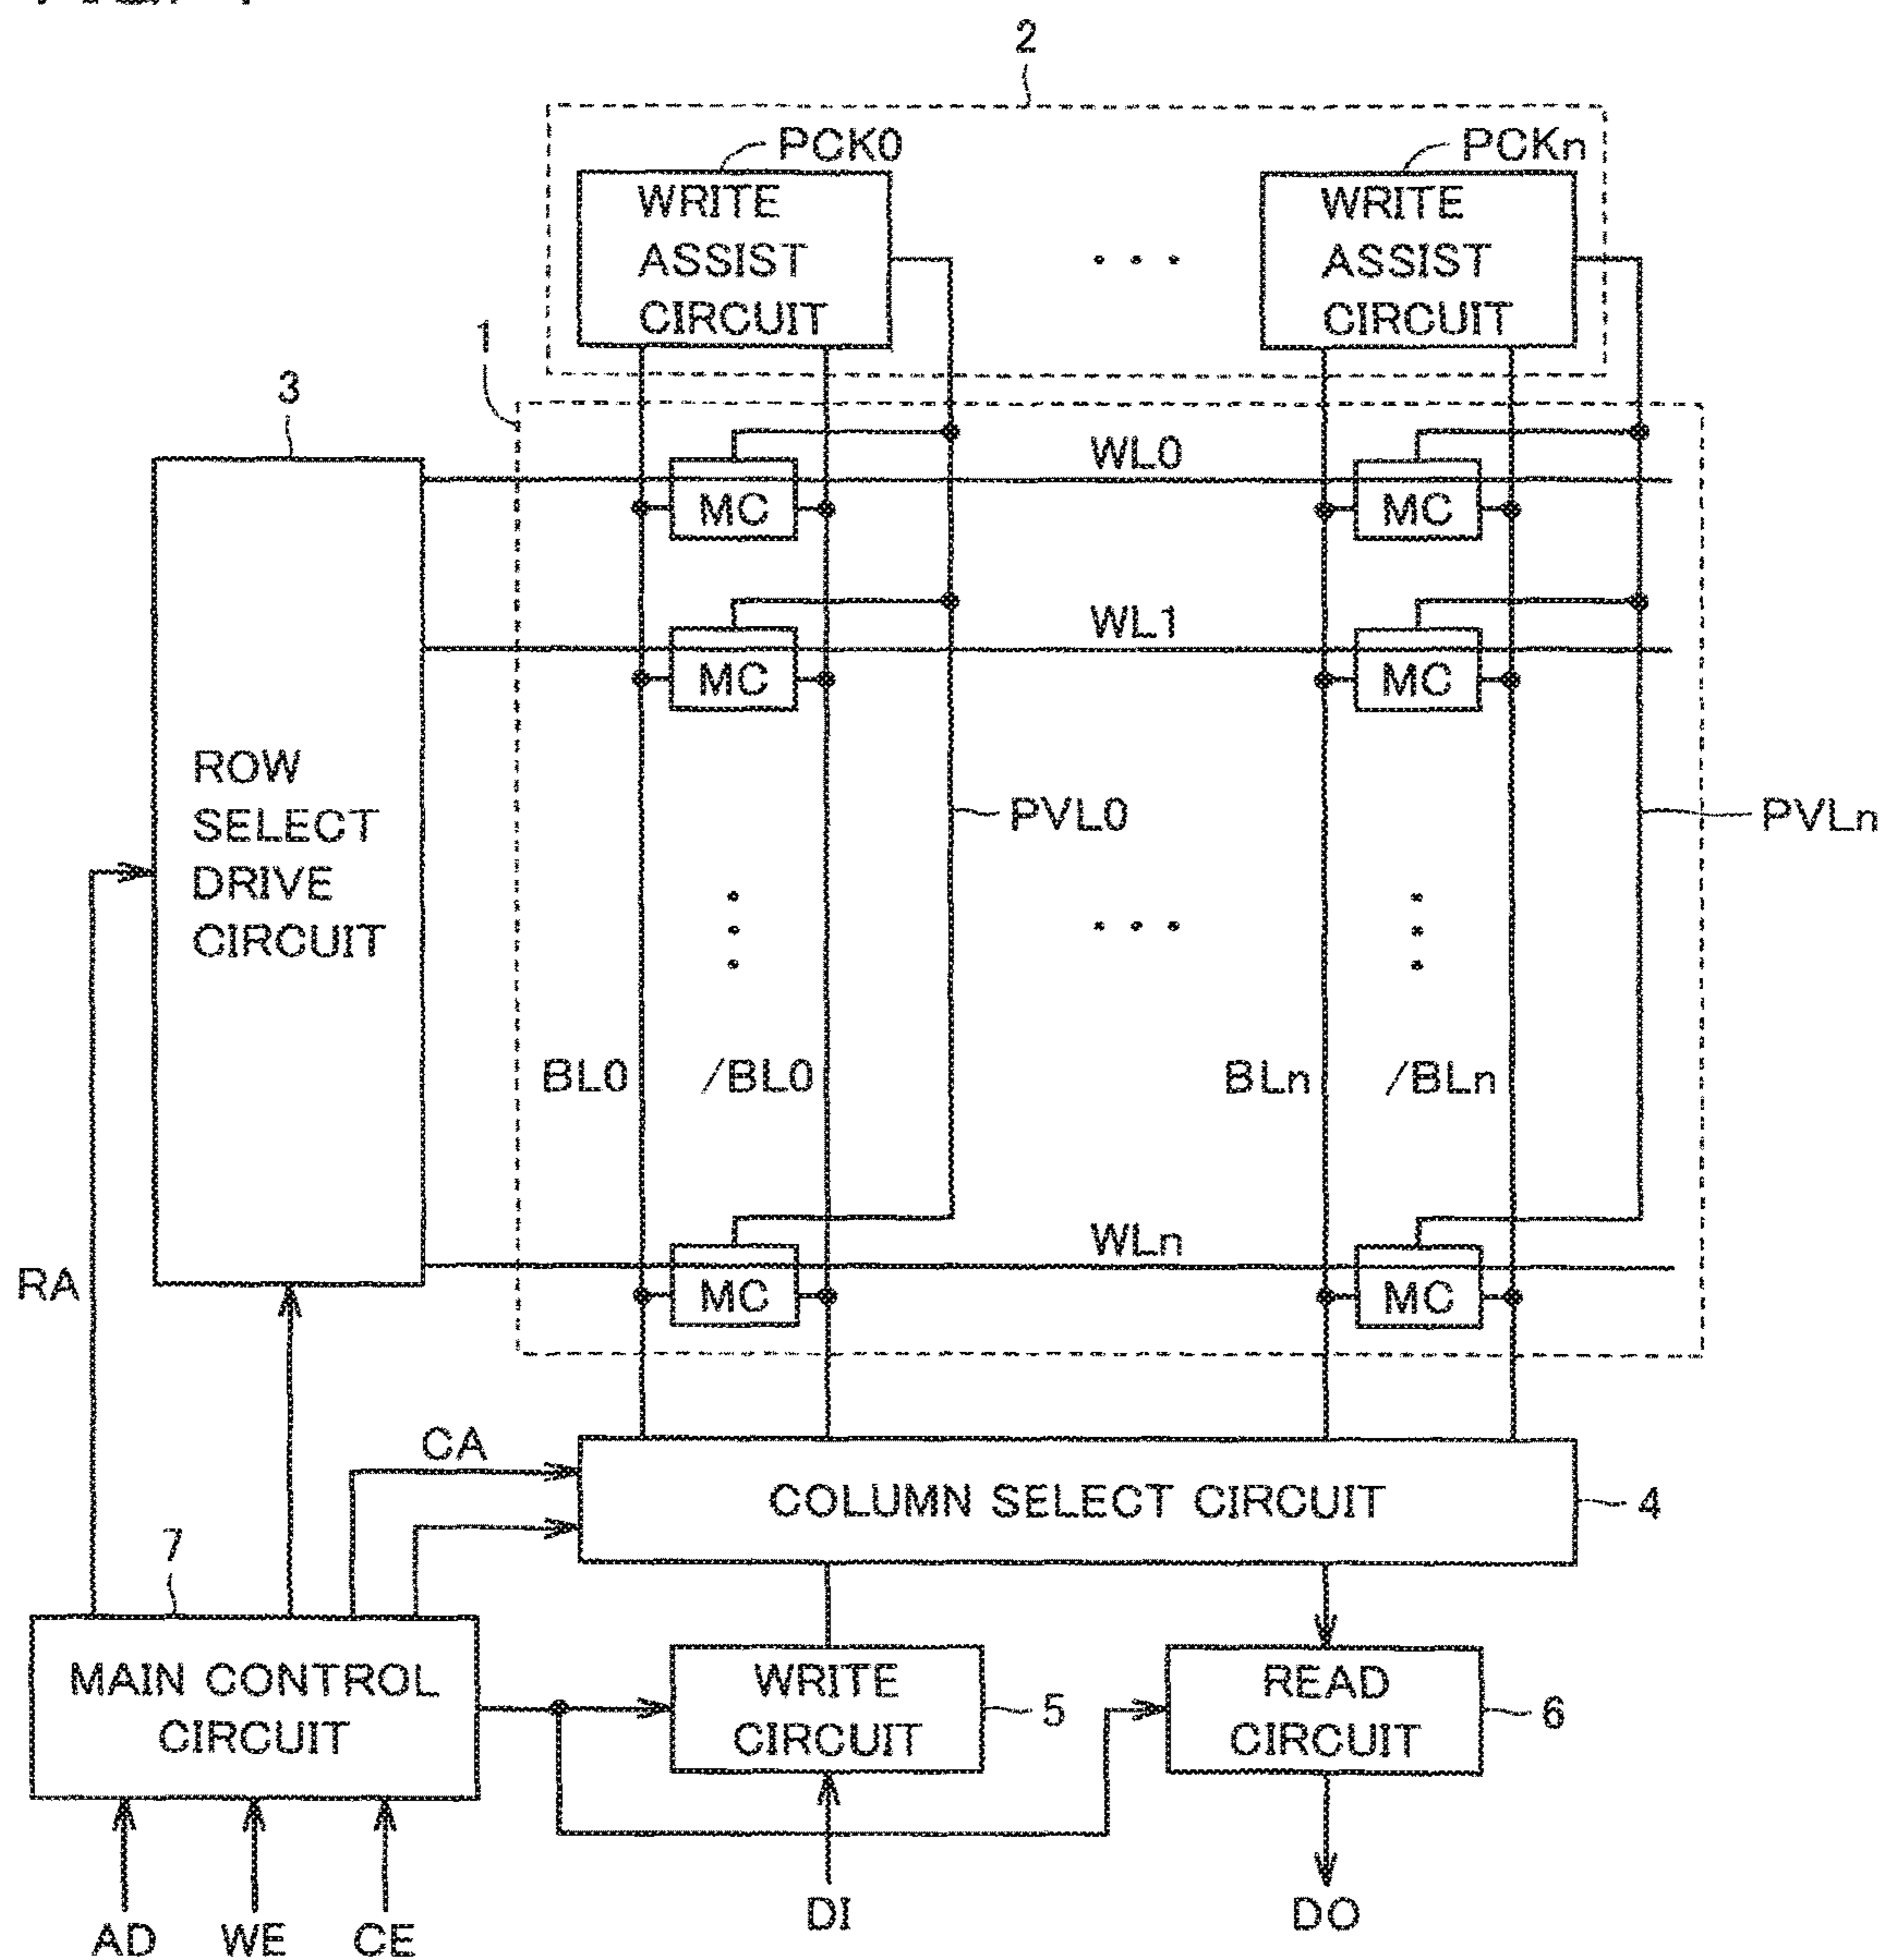 2
PCK0
PCKn
WRITE
ASSIST
CIRCUIT
WRITE
ASSIST
CIRCUIT
1
3
WL0
MC
MC
WL1
MC
MC
ROW
SELECT
DRIVE
CIRCUIT
PVL0
PVLn
BL0
/BL0
BLn
/BLn
WLn
MC
MC
RA
CA
COLUMN SELECT CIRCUIT
4
7
MAIN CONTROL
CIRCUIT
WRITE
CIRCUIT
5
READ
CIRCUIT
6
AD
WE
CE
DI
DO